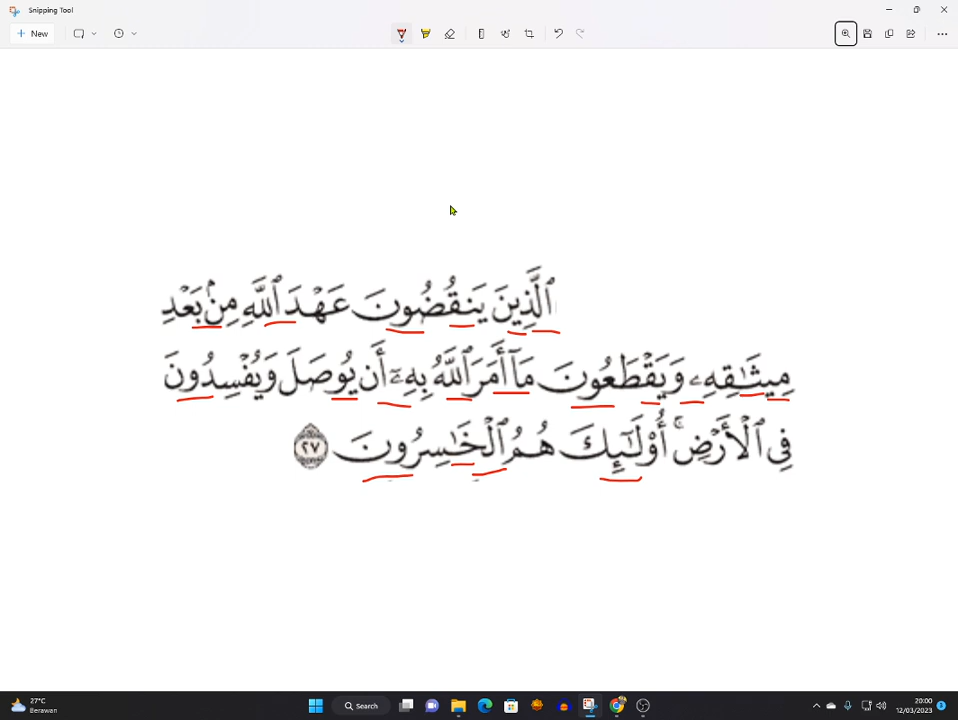 Snipping Tool
New
ٱلَّذِينَ يَنقُضُونَ عَهْدَ ٱللَّهِ مِنۢ بَعْدِ
مِيثَـٰقِهِۦ وَيَقْطَعُونَ مَآ أَمَرَ ٱللَّهُ بِهِۦٓ أَن يُوصَلَ وَيُفْسِدُونَ
فِى ٱلْأَرْضِ ۚ أُو۟لَـٰٓئِكَ هُمُ ٱلْخَـٰسِرُونَ ٢٧
27°C
Berawan
Search
20:00
12/03/2023
3